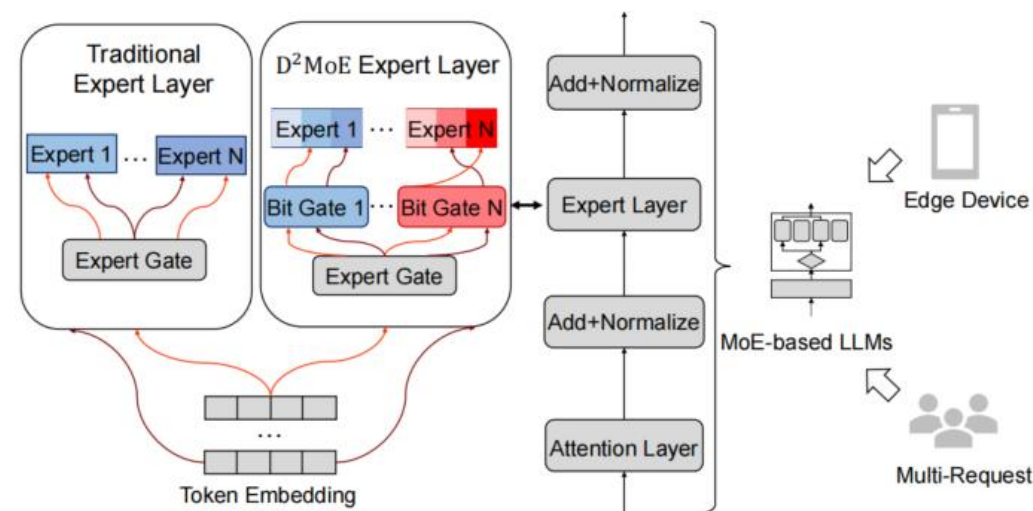 Traditional
Expert Layer
Expert 1
...
Expert N
Expert Gate
D²MoE Expert Layer
Expert 1
...
Expert N
Bit Gate 1
...
Bit Gate N
Expert Gate
...
Token Embedding
Add+Normalize
Expert Layer
Add+Normalize
Attention Layer
MoE-based LLMs
Edge Device
Multi-Request